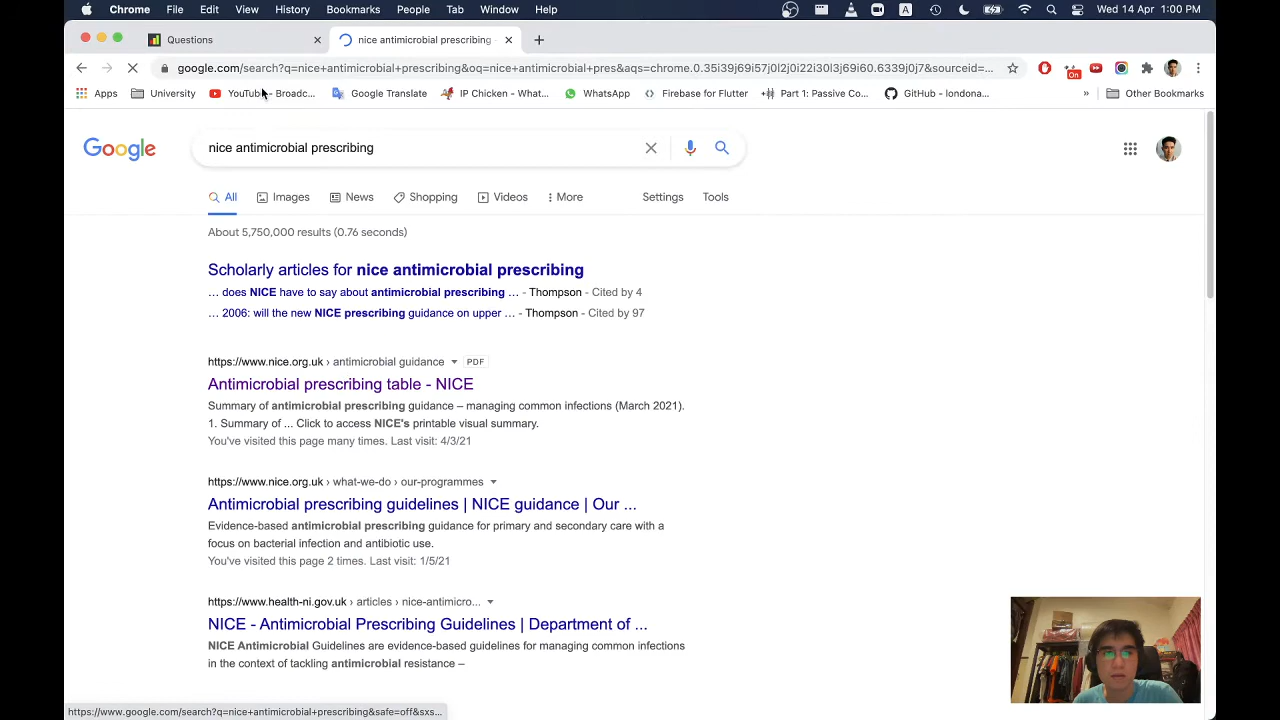 Chrome File Edit View History Bookmarks People Tab Window Help A Wed 14 Apr 1:00 PM
Questions nice antimicrobial prescribing
google.com/search?q=nice+antimicrobial+prescribing&oq=nice+antimicrobial+pres&aqs=chrome.0.35i39j69i57j0l2j0i22i30l3j69i60.6339j0j7&sourceid=... On
Apps University YouTube - Broadc... Google Translate IP Chicken - What... WhatsApp Firebase for Flutter Part 1: Passive Co... GitHub - londona... » Other Bookmarks
Google nice antimicrobial prescribing
All Images News Shopping Videos More Settings Tools
About 5,750,000 results (0.76 seconds)
Scholarly articles for nice antimicrobial prescribing
... does NICE have to say about antimicrobial prescribing ... - Thompson - Cited by 4
... 2006: will the new NICE prescribing guidance on upper ... - Thompson - Cited by 97
https://www.nice.org.uk › antimicrobial guidance PDF
Antimicrobial prescribing table - NICE
Summary of antimicrobial prescribing guidance – managing common infections (March 2021).
1. Summary of ... Click to access NICE's printable visual summary.
You've visited this page many times. Last visit: 4/3/21
https://www.nice.org.uk › what-we-do › our-programmes
Antimicrobial prescribing guidelines | NICE guidance | Our ...
Evidence-based antimicrobial prescribing guidance for primary and secondary care with a
focus on bacterial infection and antibiotic use.
You've visited this page 2 times. Last visit: 1/5/21
https://www.health-ni.gov.uk › articles › nice-antimicro...
NICE - Antimicrobial Prescribing Guidelines | Department of ...
NICE Antimicrobial Guidelines are evidence-based guidelines for managing common infections
in the context of tackling antimicrobial resistance –
https://www.google.com/search?q=nice+antimicrobial+prescribing&safe=off&sxs...